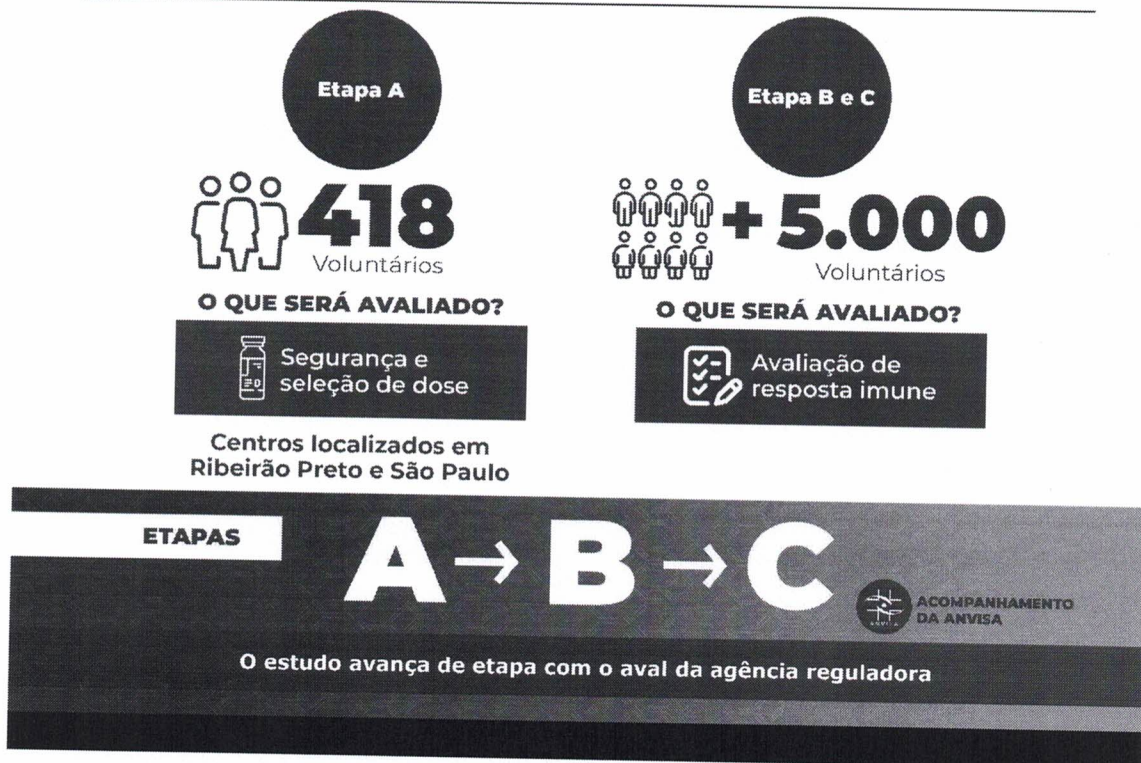 Etapa A
418
Voluntários
O QUE SERÁ AVALIADO?
Segurança e
seleção de dose
Centros localizados em
Ribeirão Preto e São Paulo
Etapa B e C
+ 5.000
Voluntários
O QUE SERÁ AVALIADO?
Avaliação de
resposta imune
ETAPAS
A → B → C
ANVISA
ACOMPANHAMENTO
DA ANVISA
O estudo avança de etapa com o aval da agência reguladora